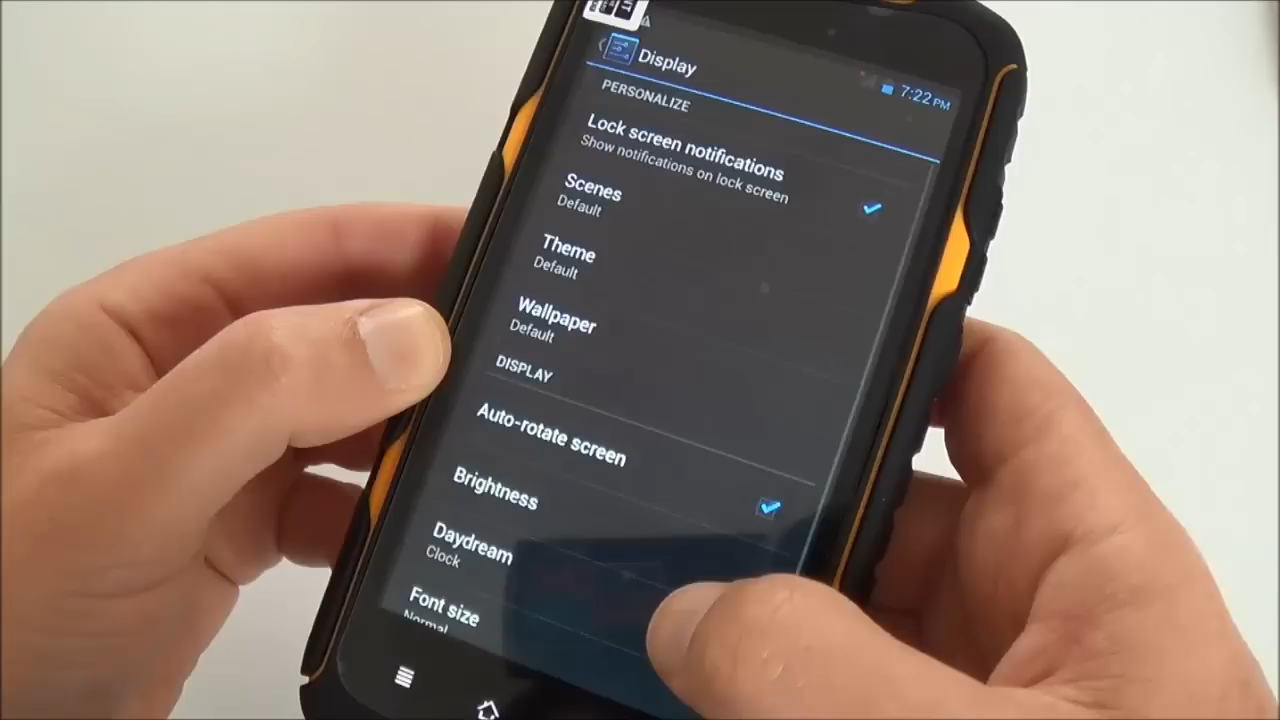 Display
7:22 PM
PERSONALIZE
Lock screen notifications
Show notifications on lock screen
Scenes
Default
Theme
Default
Wallpaper
Default
DISPLAY
Auto-rotate screen
Brightness
Daydream
Clock
Font size
Normal